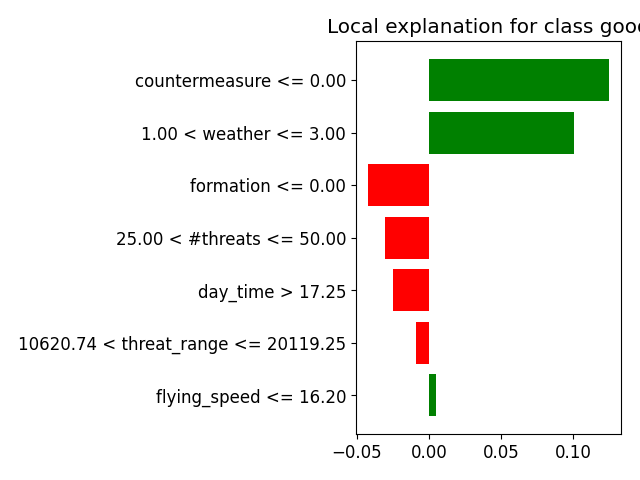 Local explanation for class good
countermeasure <= 0.00
1.00 < weather <= 3.00
formation <= 0.00
25.00 < #threats <= 50.00
day_time > 17.25
10620.74 < threat_range <= 20119.25
flying_speed <= 16.20
−0.05 0.00 0.05 0.10